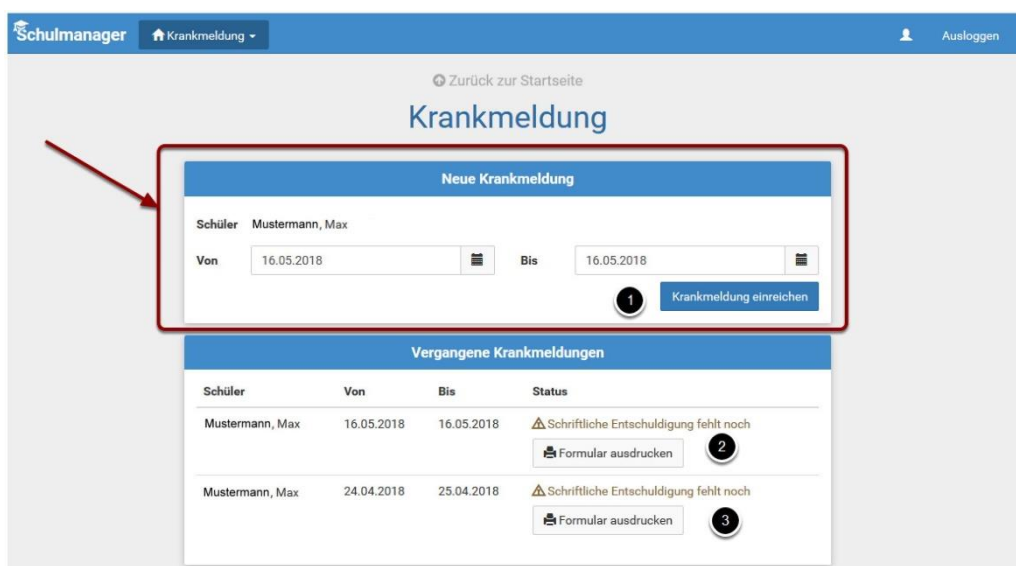 Schulmanager Krankmeldung Ausloggen
Zurück zur Startseite
Krankmeldung
Neue Krankmeldung
Schüler Mustermann, Max
Von 16.05.2018 Bis 16.05.2018
1 Krankmeldung einreichen
Vergangene Krankmeldungen
Schüler Von Bis Status
Mustermann, Max 16.05.2018 16.05.2018 Schriftliche Entschuldigung fehlt noch
Formular ausdrucken 2
Mustermann, Max 24.04.2018 25.04.2018 Schriftliche Entschuldigung fehlt noch
Formular ausdrucken 3